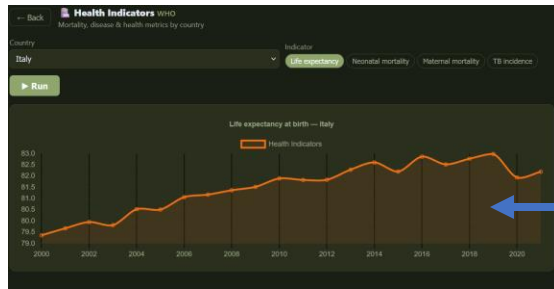 ← Back
Health Indicators WHO
Mortality, disease & health metrics by country
Country
Indicator
Italy
Life expectancy
Neonatal mortality
Maternal mortality
TB incidence
▶ Run
Life expectancy at birth — Italy
Health Indicators
83.0
82.5
82.0
81.5
81.0
80.5
80.0
79.5
79.0
2000 2002 2004 2006 2008 2010 2012 2014 2016 2018 2020